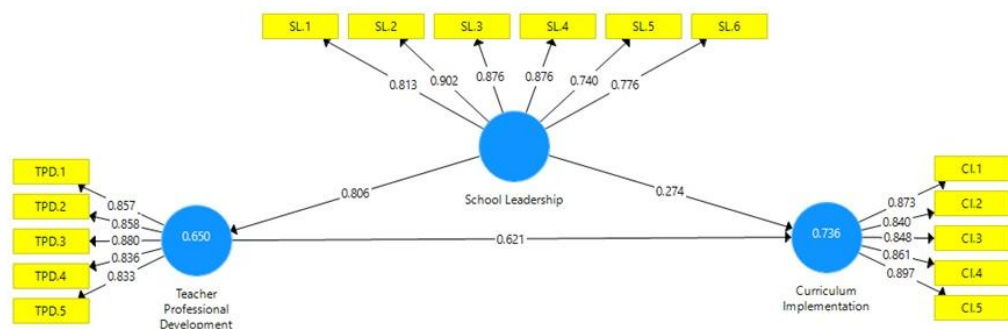 SL.1
SL.2
SL.3
SL.4
SL.5
SL.6
0.813
0.902
0.876
0.876
0.740
0.776
School Leadership
0.806
0.274
TPD.1
TPD.2
TPD.3
TPD.4
TPD.5
0.857
0.858
0.880
0.836
0.833
0.650
Teacher
Professional
Development
0.621
0.736
Curriculum
Implementation
0.873
0.840
0.848
0.861
0.897
CI.1
CI.2
CI.3
CI.4
CI.5